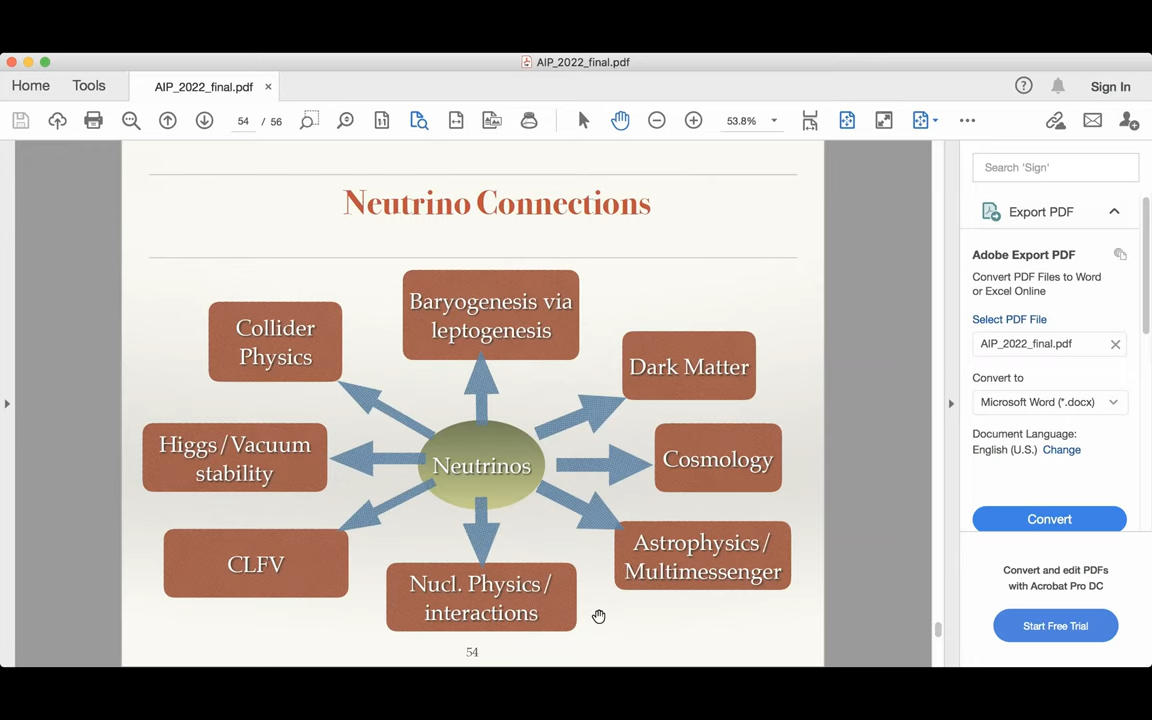 AIP_2022_final.pdf
Home Tools AIP_2022_final.pdf × Sign In
54 / 56 53.8%
Neutrino Connections
Baryogenesis via
leptogenesis
Collider
Physics
Dark Matter
Higgs/Vacuum
stability
Neutrinos
Cosmology
CLFV
Astrophysics/
Multimessenger
Nucl. Physics/
interactions
54
Search 'Sign'
Export PDF
Adobe Export PDF
Convert PDF Files to Word
or Excel Online
Select PDF File
AIP_2022_final.pdf
Convert to
Microsoft Word (*.docx)
Document Language:
English (U.S.) Change
Convert
Convert and edit PDFs
with Acrobat Pro DC
Start Free Trial